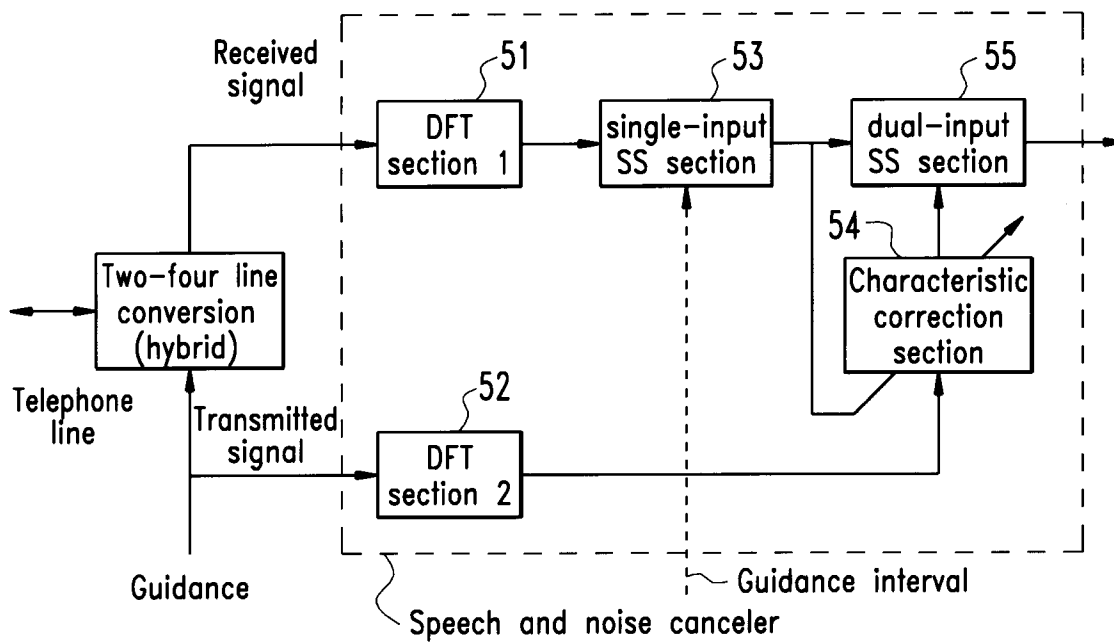 Received
signal
51
53
55
DFT
section 1
single-input
SS section
dual-input
SS section
54
Two-four line
conversion
(hybrid)
Characteristic
correction
section
Telephone
line
Transmitted
signal
52
DFT
section 2
Guidance
Guidance interval
Speech and noise canceler